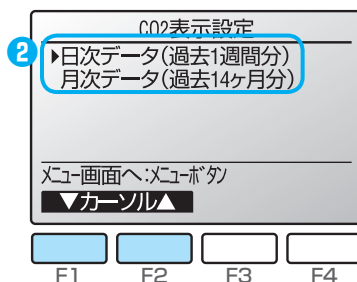 CO2表示設定
2
▶日次データ(過去1週間分)
月次データ(過去14ヶ月分)
メニュー画面へ:メニューボタン
▼カーソル▲
F1 F2 F3 F4